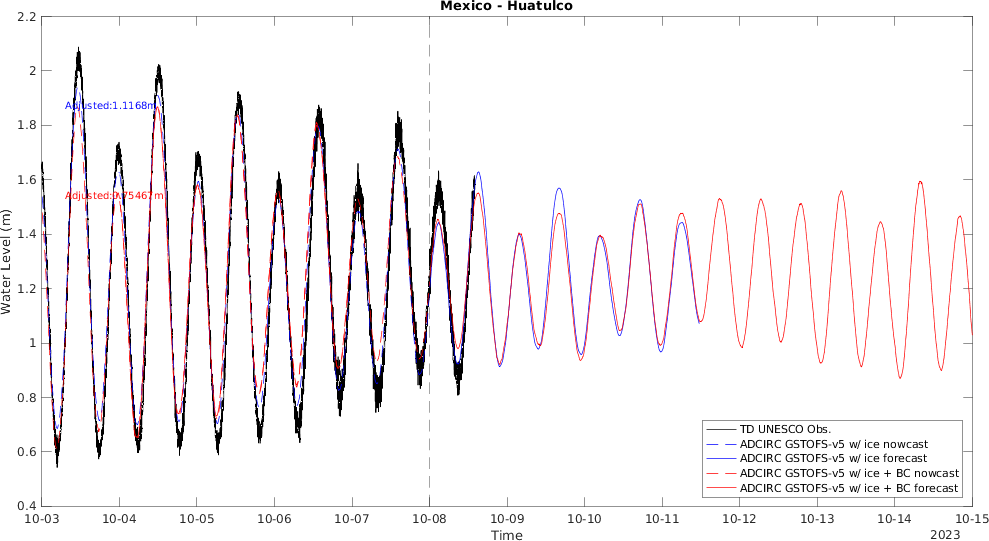 Mexico - Huatulco
2.2
2
1.8
1.6
1.4
1.2
1
0.8
0.6
0.4
Water Level (m)
Adjusted:1.1168m
Adjusted:0.75467m
TD UNESCO Obs.
ADCIRC GSTOFS-v5 w/ ice nowcast
ADCIRC GSTOFS-v5 w/ ice forecast
ADCIRC GSTOFS-v5 w/ ice + BC nowcast
ADCIRC GSTOFS-v5 w/ ice + BC forecast
10-03 10-04 10-05 10-06 10-07 10-08 10-09 10-10 10-11 10-12 10-13 10-14 10-15
Time
2023